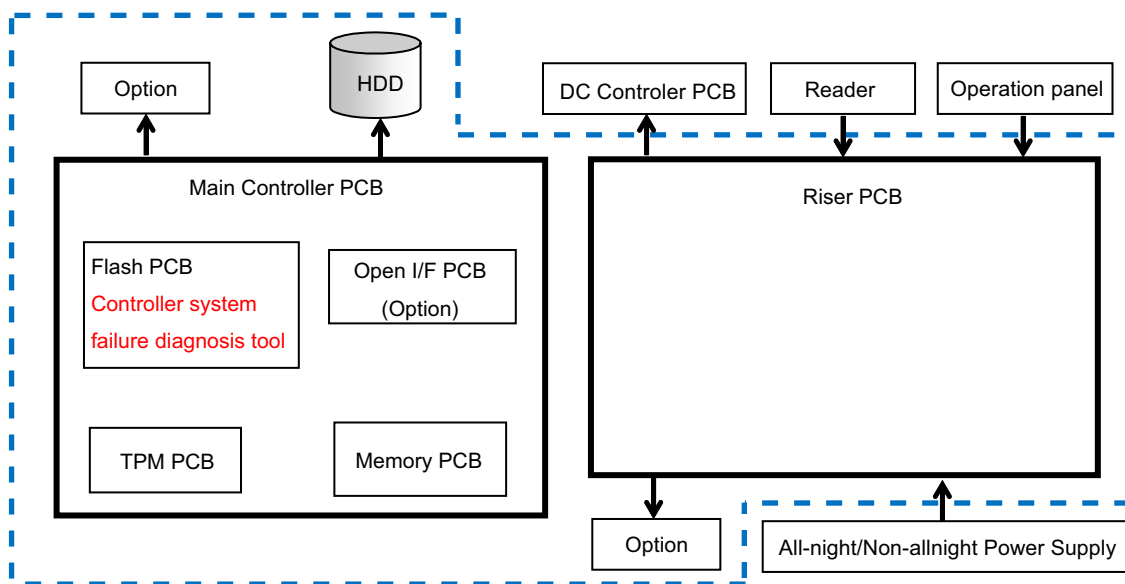 Option
HDD
DC Controler PCB
Reader
Operation panel
Main Controller PCB
Riser PCB
Flash PCB
Controller system
failure diagnosis tool
Open I/F PCB
(Option)
TPM PCB
Memory PCB
Option
All-night/Non-allnight Power Supply